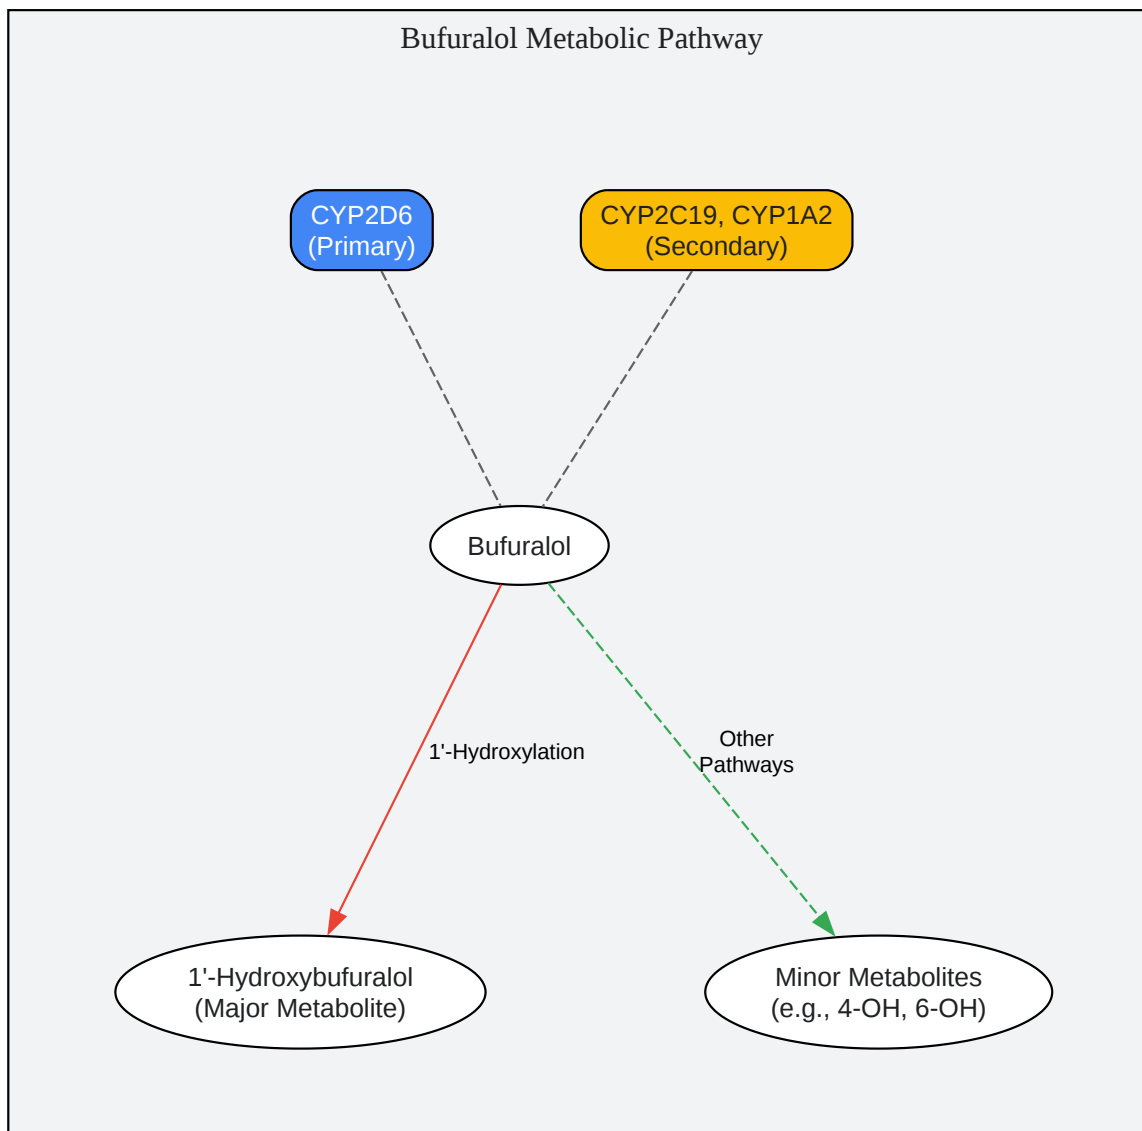 Bufuralol Metabolic Pathway
CYP2D6
(Primary)
CYP2C19, CYP1A2
(Secondary)
Bufuralol
1'-Hydroxylation
Other
Pathways
1'-Hydroxybufuralol
(Major Metabolite)
Minor Metabolites
(e.g., 4-OH, 6-OH)